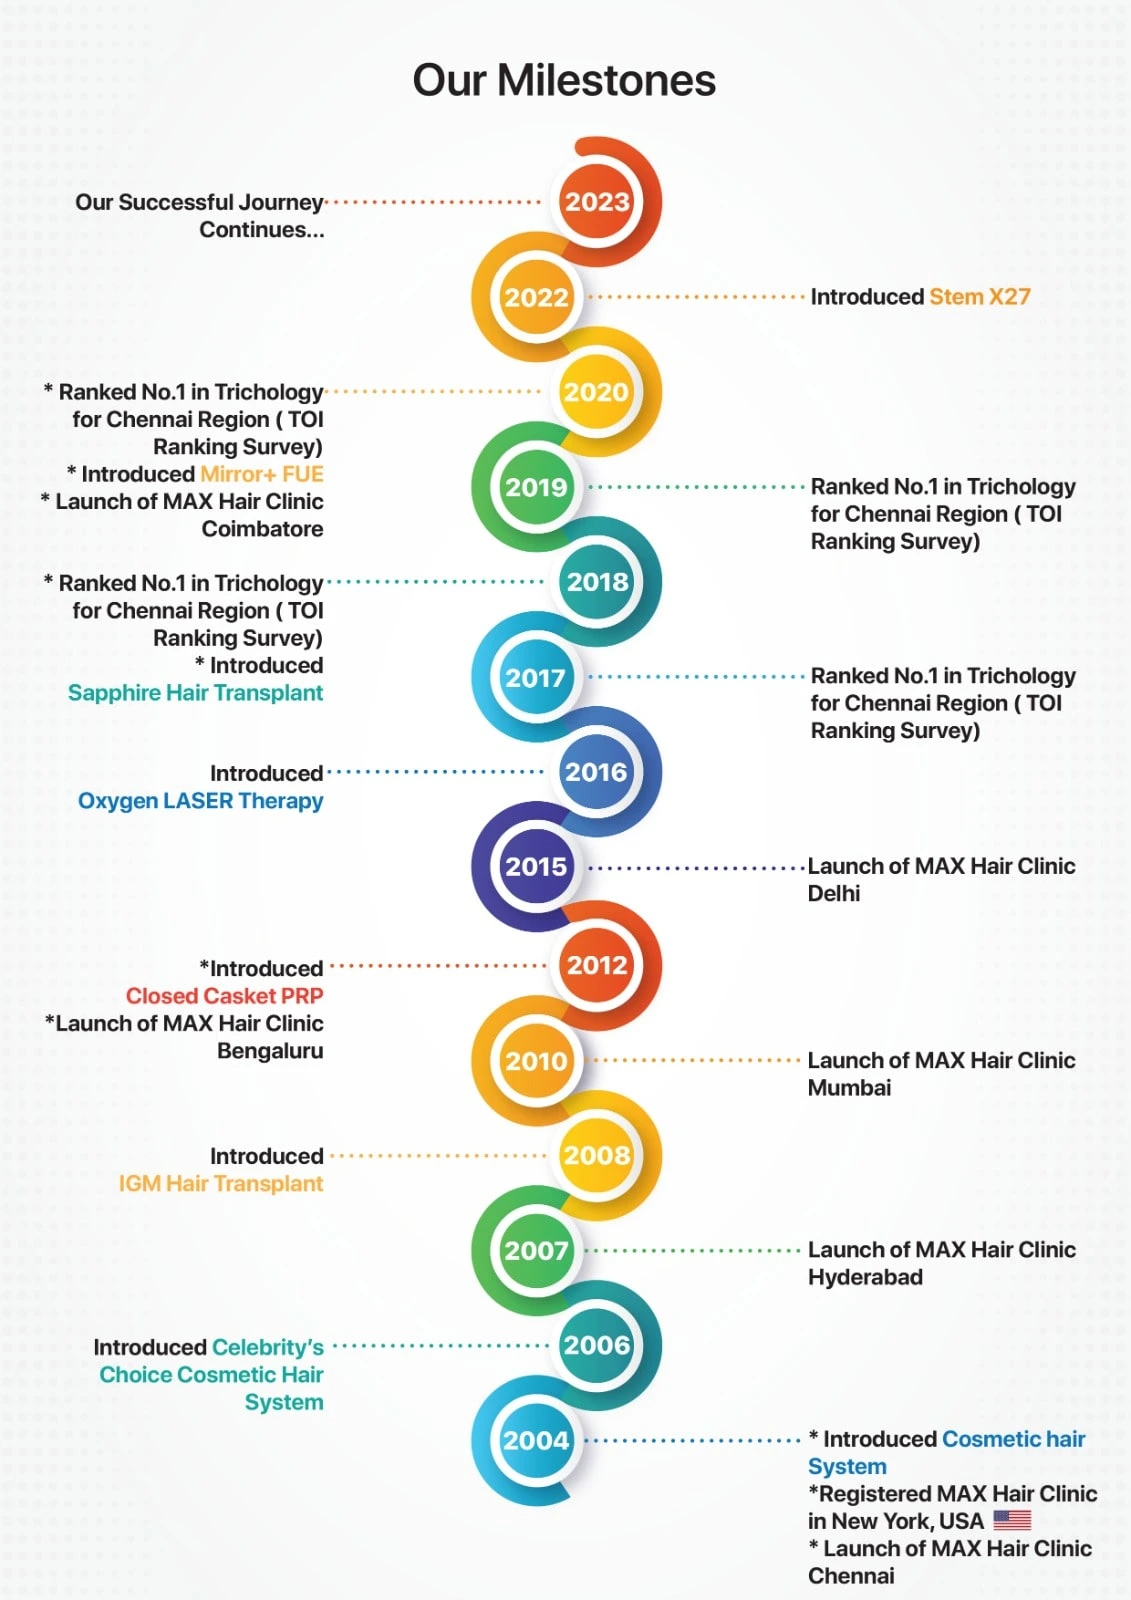 Our Milestones
2023
Our Successful Journey
Continues...
2022
Introduced Stem X27
2020
* Ranked No.1 in Trichology
for Chennai Region ( TOI
Ranking Survey)
* Introduced Mirror+ FUE
* Launch of MAX Hair Clinic
Coimbatore
2019
Ranked No.1 in Trichology
for Chennai Region ( TOI
Ranking Survey)
2018
* Ranked No.1 in Trichology
for Chennai Region ( TOI
Ranking Survey)
* Introduced
Sapphire Hair Transplant
2017
Ranked No.1 in Trichology
for Chennai Region ( TOI
Ranking Survey)
2016
Introduced
Oxygen LASER Therapy
2015
Launch of MAX Hair Clinic
Delhi
2012
*Introduced
Closed Casket PRP
*Launch of MAX Hair Clinic
Bengaluru
2010
Launch of MAX Hair Clinic
Mumbai
2008
Introduced
IGM Hair Transplant
2007
Launch of MAX Hair Clinic
Hyderabad
2006
Introduced Celebrity’s
Choice Cosmetic Hair
System
2004
* Introduced Cosmetic hair
System
*Registered MAX Hair Clinic
in New York, USA
* Launch of MAX Hair Clinic
Chennai